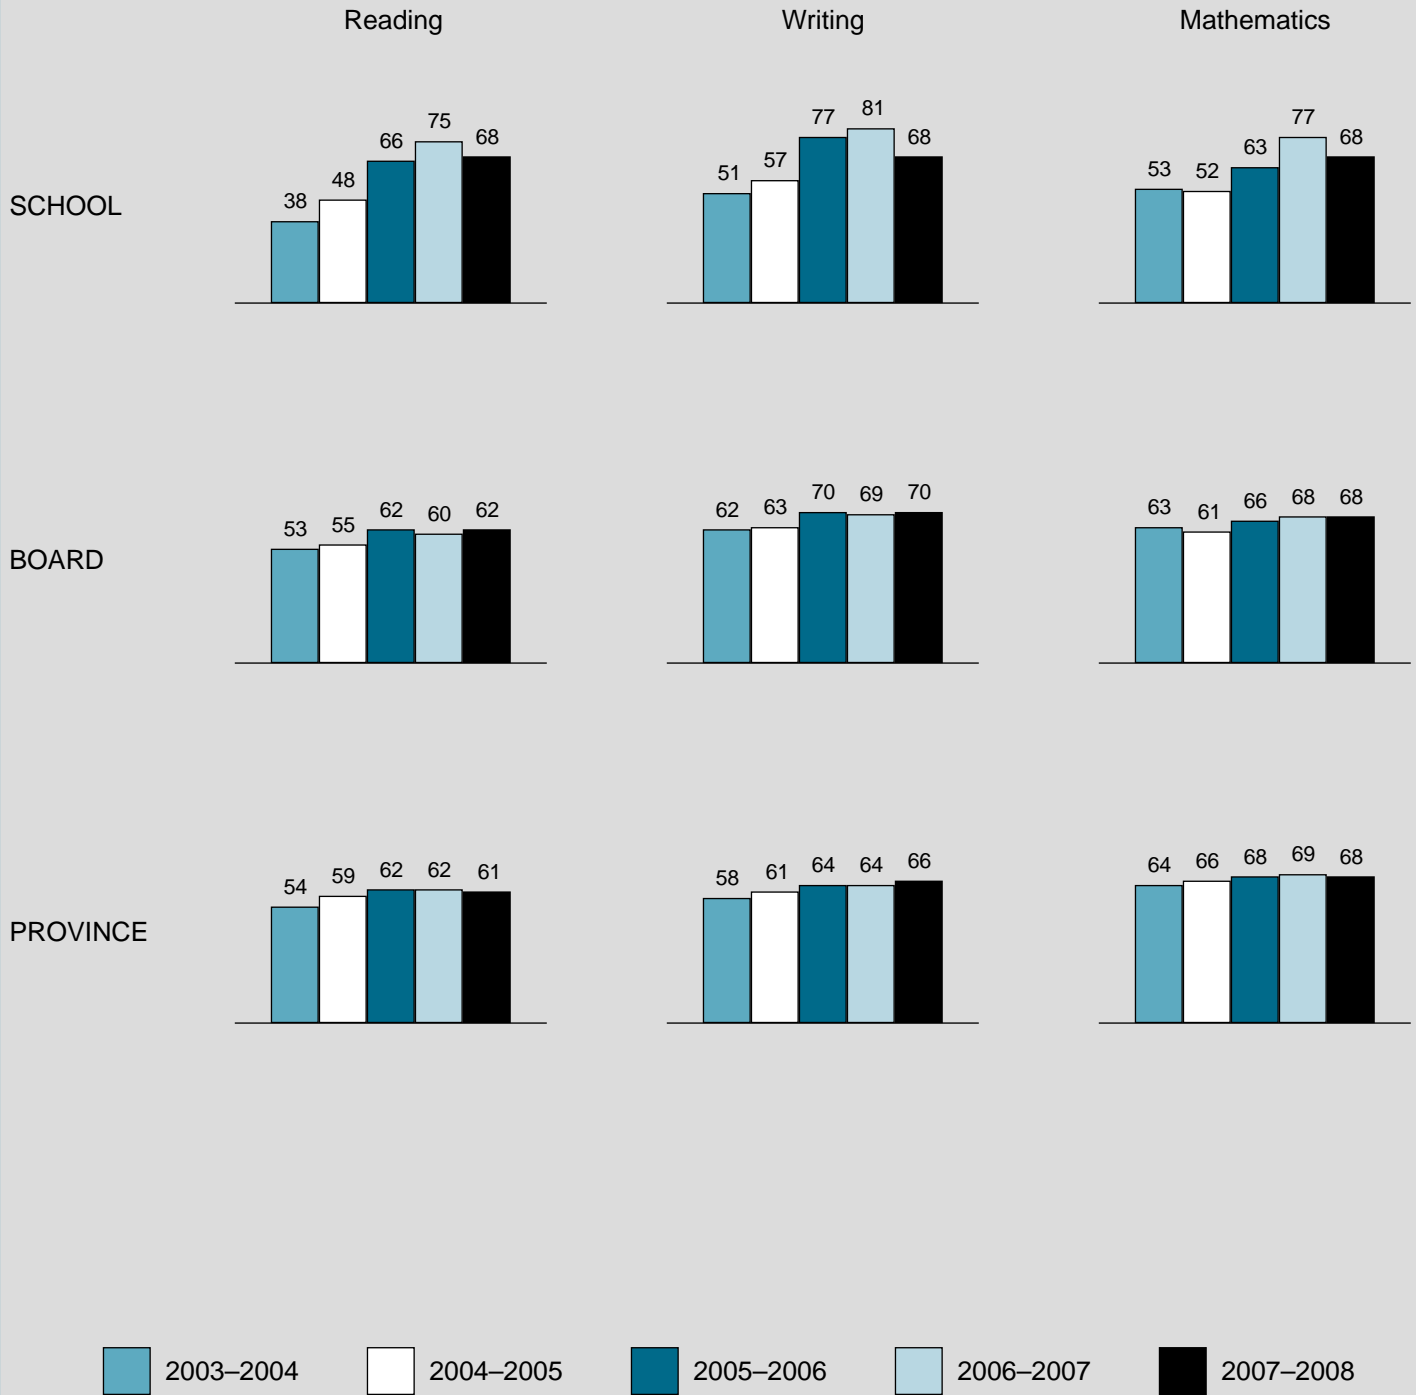 Reading Writing Mathematics
SCHOOL
38 48 66 75 68
51 57 77 81 68
53 52 63 77 68
BOARD
53 55 62 60 62
62 63 70 69 70
63 61 66 68 68
PROVINCE
54 59 62 62 61
58 61 64 64 66
64 66 68 69 68
2003–2004 2004–2005 2005–2006 2006–2007 2007–2008